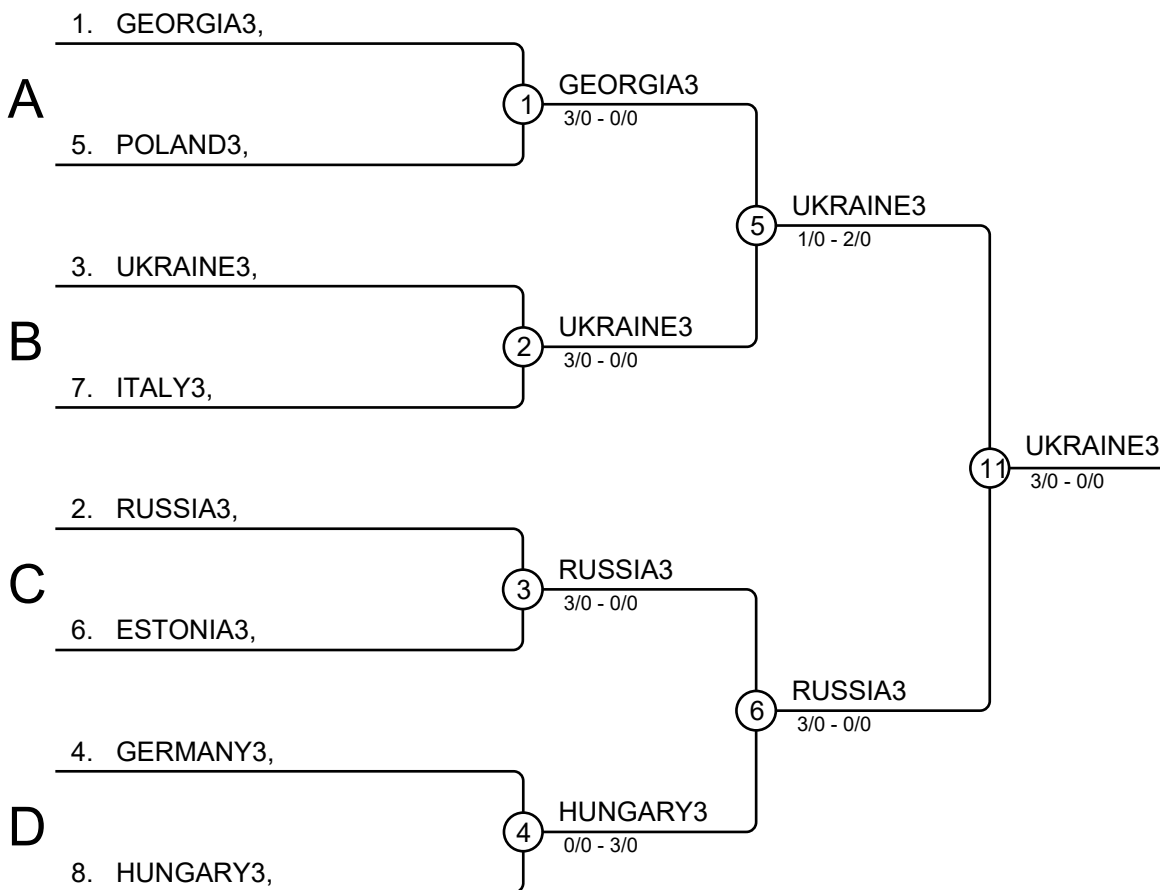 1. GEORGIA3,
A
1
GEORGIA3
3/0 - 0/0
5. POLAND3,
5
UKRAINE3
1/0 - 2/0
3. UKRAINE3,
B
2
UKRAINE3
3/0 - 0/0
7. ITALY3,
11
UKRAINE3
3/0 - 0/0
2. RUSSIA3,
C
3
RUSSIA3
3/0 - 0/0
6. ESTONIA3,
6
RUSSIA3
3/0 - 0/0
4. GERMANY3,
D
4
HUNGARY3
0/0 - 3/0
8. HUNGARY3,